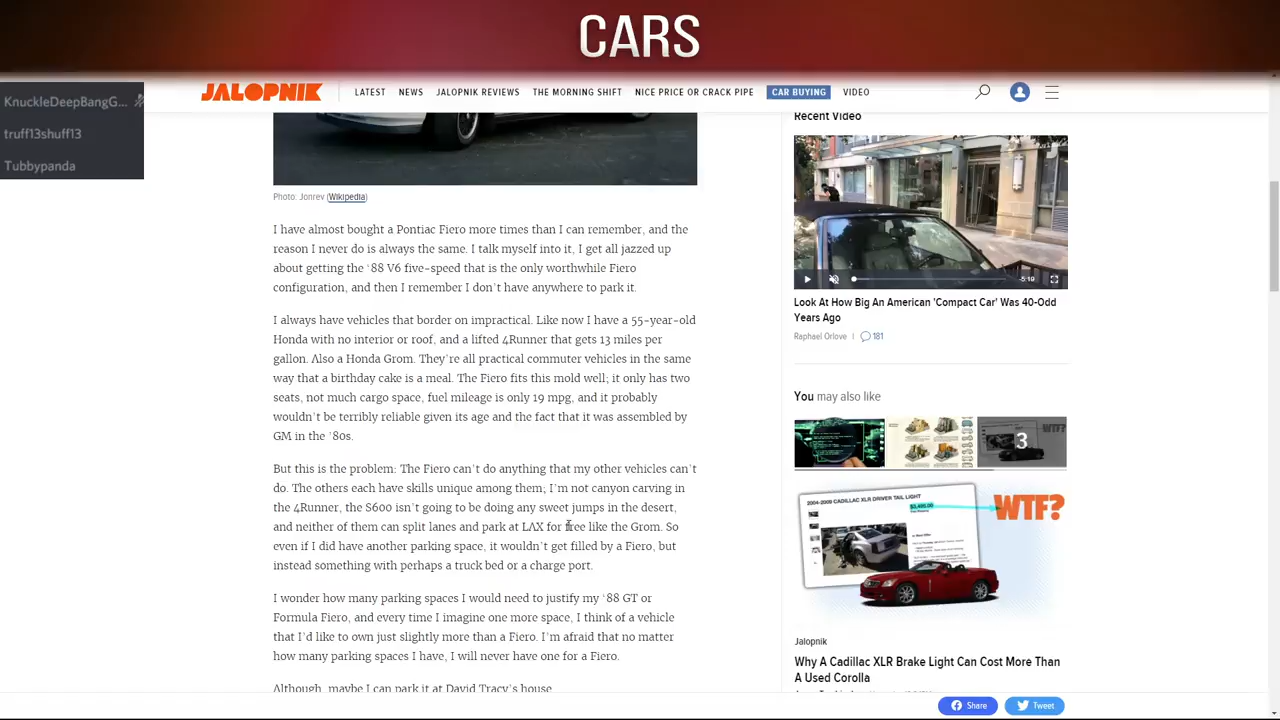 CARS
KnuckleDeepBangG...
truff13shuff13
Tubbypanda
JALOPNIK
LATEST NEWS JALOPNIK REVIEWS THE MORNING SHIFT NICE PRICE OR CRACK PIPE CAR BUYING VIDEO
Photo: Jonrev (Wikipedia)
I have almost bought a Pontiac Fiero more times than I can remember, and the
reason I never do is always the same. I talk myself into it, I get all jazzed up
about getting the '88 V6 five-speed that is the only worthwhile Fiero
configuration, and then I remember I don't have anywhere to park it.
I always have vehicles that border on impractical. Like now I have a 55-year-old
Honda with no interior or roof, and a lifted 4Runner that gets 13 miles per
gallon. Also a Honda Grom. They're all practical commuter vehicles in the same
way that a birthday cake is a meal. The Fiero fits this mold well; it only has two
seats, not much cargo space, fuel mileage is only 19 mpg, and it probably
wouldn't be terribly reliable given its age and the fact that it was assembled by
GM in the '80s.
But this is the problem: The Fiero can't do anything that my other vehicles can't
do. The others each have skills unique among them, I'm not canyon carving in
the 4Runner, the S600 isn't going to be doing any sweet jumps in the desert,
and neither of them can split lanes and park at LAX for free like the Grom. So
even if I did have another parking space, it wouldn't get filled by a Fiero but
instead something with perhaps a truck bed or a charge port.
I wonder how many parking spces I would need to justify my '88 GT or
Formula Fiero, and every time I imagine one more space, I think of a vehicle
that I'd like to own just slightly more than a Fiero. I'm afraid that no matter
how many parking spaces I have, I will never have one for a Fiero.
Although, maybe I can park it at David Tracy's house.
Recent Video
-5:19
Look At How Big An American 'Compact Car' Was 40-Odd
Years Ago
Raphael Orlove | 181
You may also like
WTF?
3
2004-2009 CADILLAC XLR DRIVER TAIL LIGHT
WTF?
Jalopnik
Why A Cadillac XLR Brake Light Can Cost More Than
A Used Corolla
Share Tweet